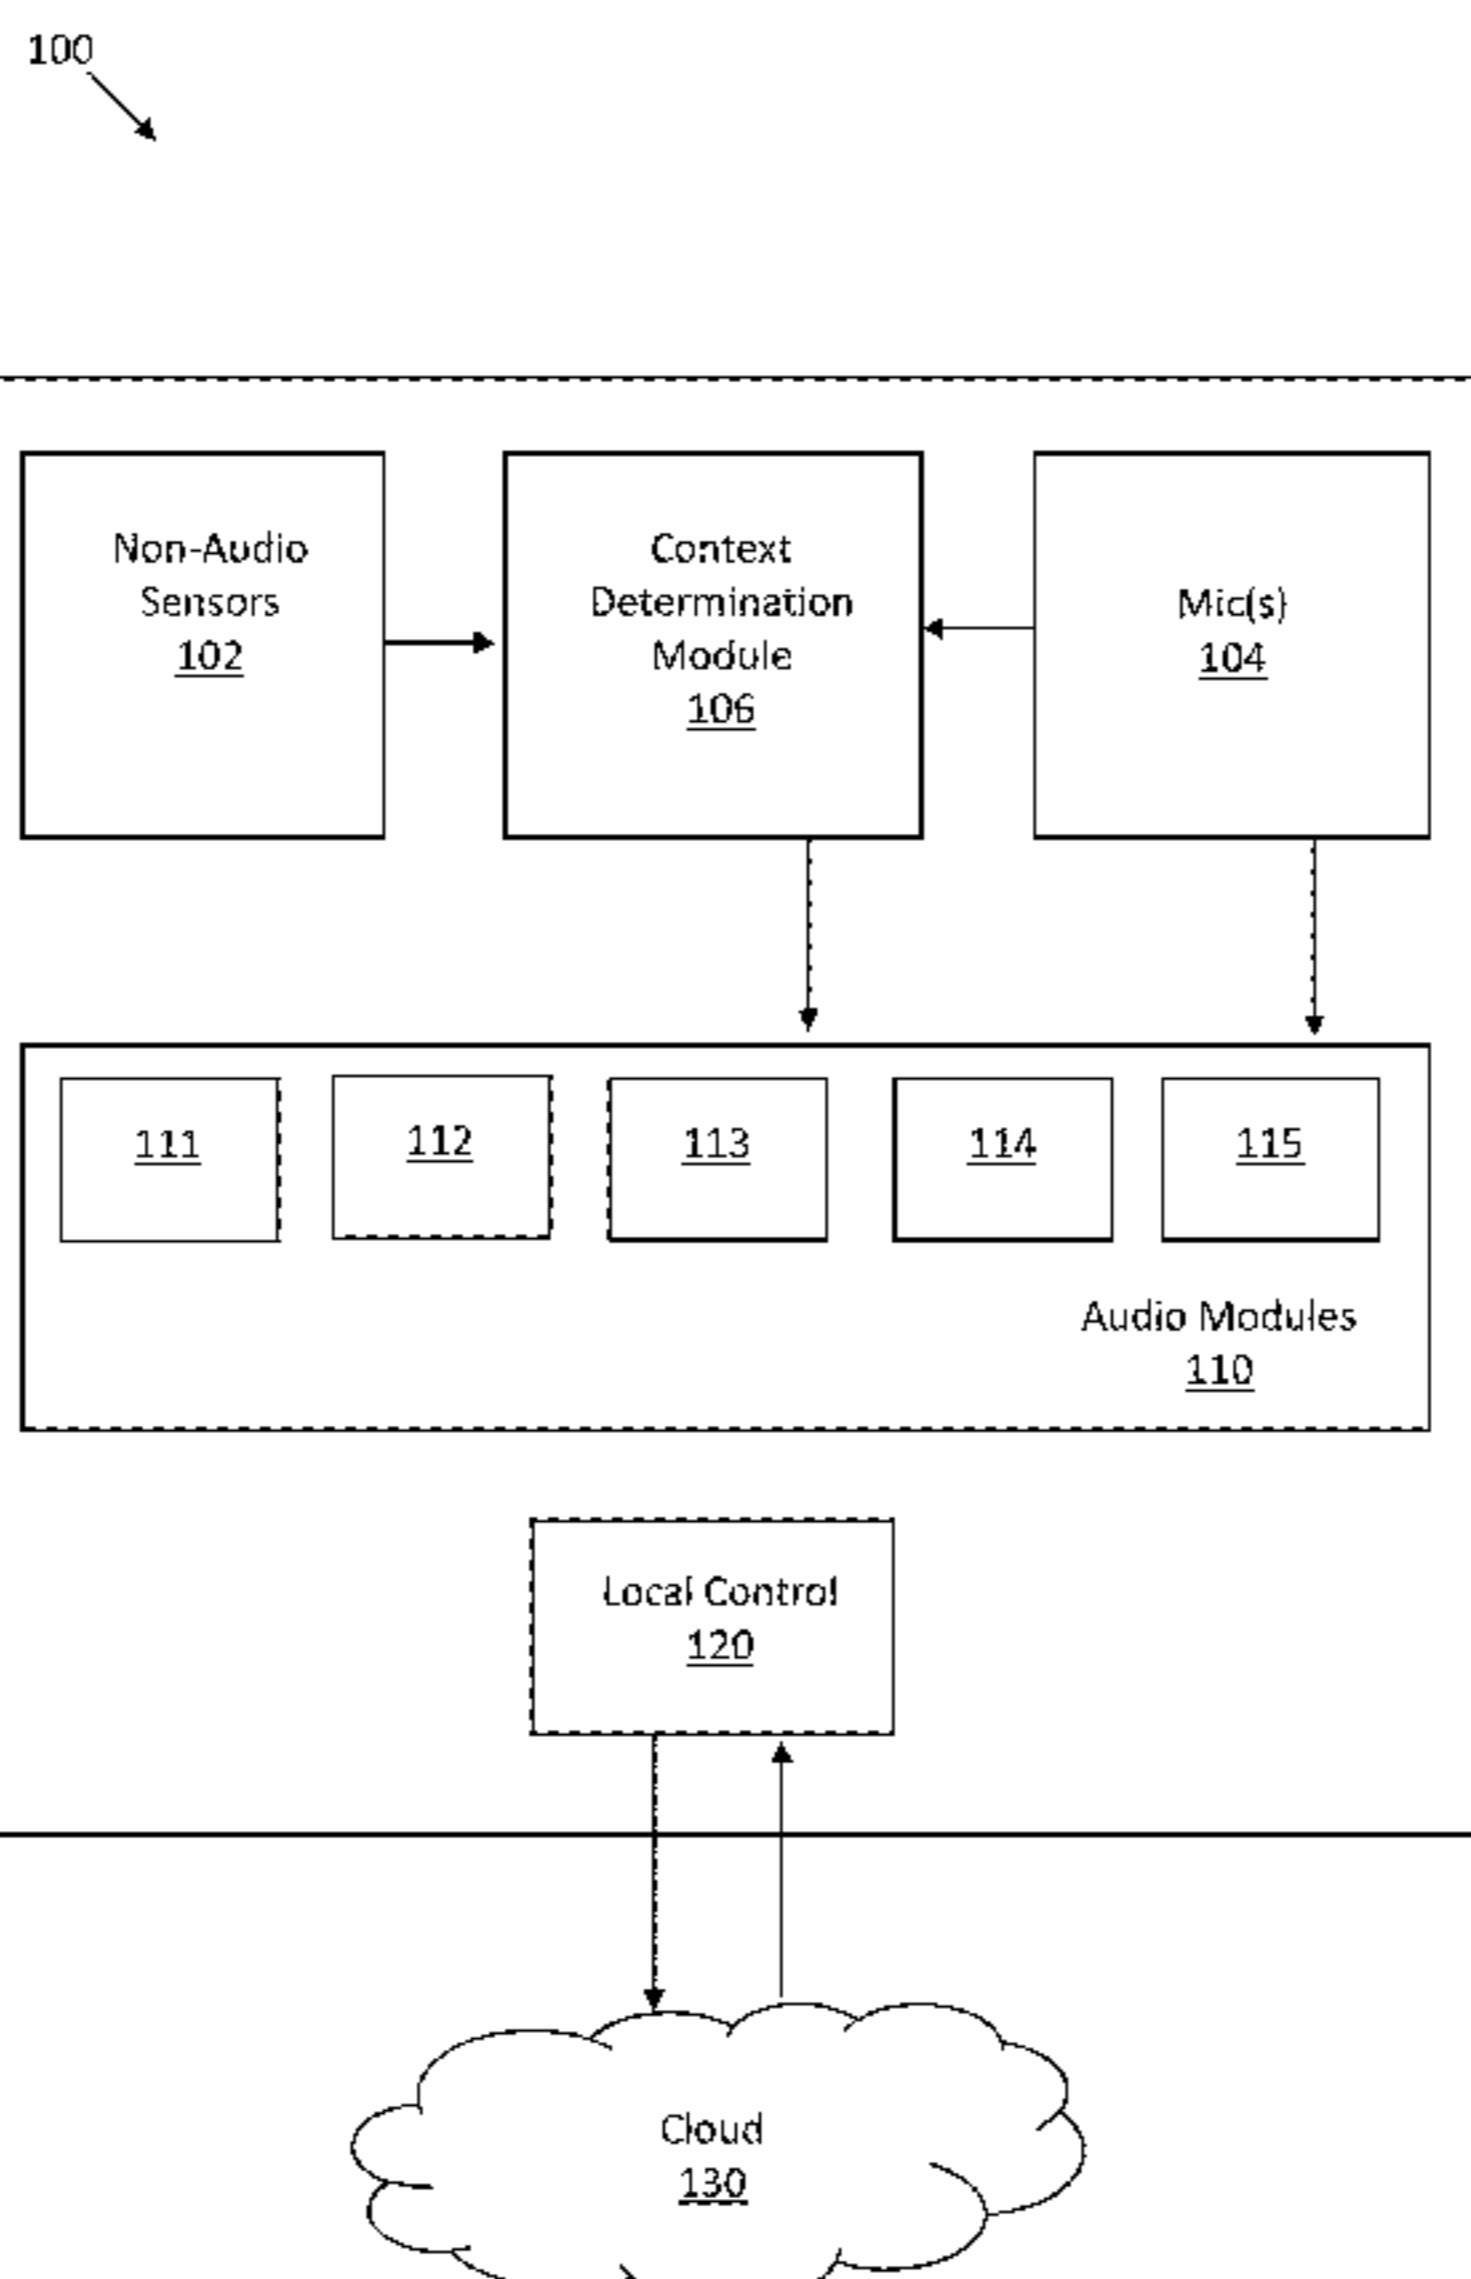 100
Non-Audio
Sensors
102
Context
Determination
Module
106
Mic(s)
104
111
112
113
114
115
Audio Modules
110
Local Control
120
Cloud
130